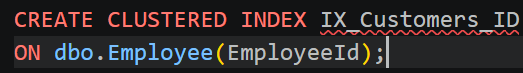 CREATE CLUSTERED INDEX IX_Customers_ID
ON dbo.Employee(EmployeeId);